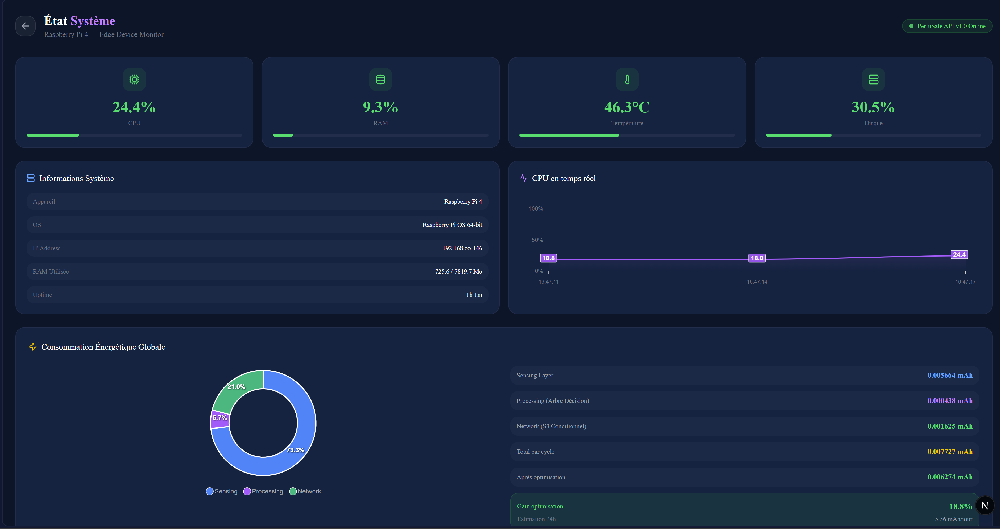 État Système
Raspberry Pi 4 — Edge Device Monitor
PerfuSafe API v1.0 Online
24.4%
CPU
9.3%
RAM
46.3°C
Température
30.5%
Disque
Informations Système
Appareil Raspberry Pi 4
OS Raspberry Pi OS 64-bit
IP Address 192.168.55.146
RAM Utilisée 725.6 / 7819.7 Mo
Uptime 1h 1m
CPU en temps réel
100%
50%
0%
18.8 18.8 24.4
16:47:11 16:47:14 16:47:17
Consommation Énergétique Globale
21.0%
5.7%
73.3%
Sensing Processing Network
Sensing Layer 0.005664 mAh
Processing (Arbre Décision) 0.000438 mAh
Network (S3 Conditionnel) 0.001625 mAh
Total par cycle 0.007727 mAh
Après optimisation 0.006274 mAh
Gain optimisation 18.8%
Estimation 24h 5.56 mAh/jour
N